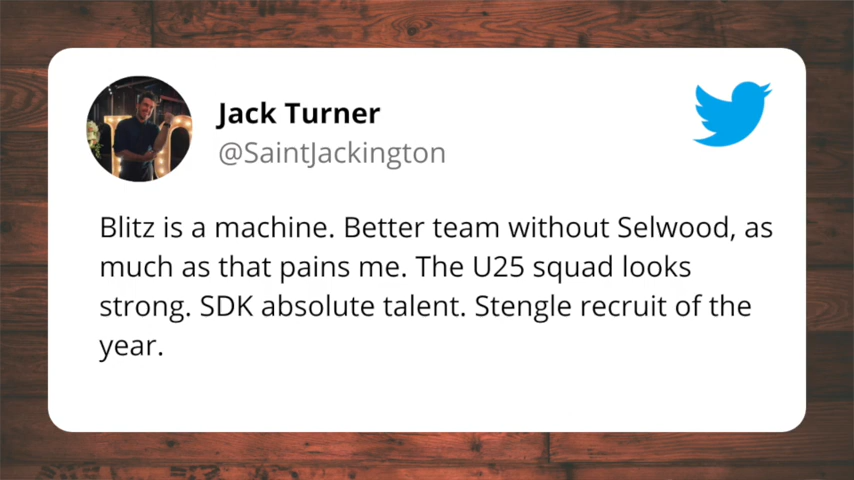 Jack Turner
@SaintJackington
Blitz is a machine. Better team without Selwood, as
much as that pains me. The U25 squad looks
strong. SDK absolute talent. Stengle recruit of the
year.